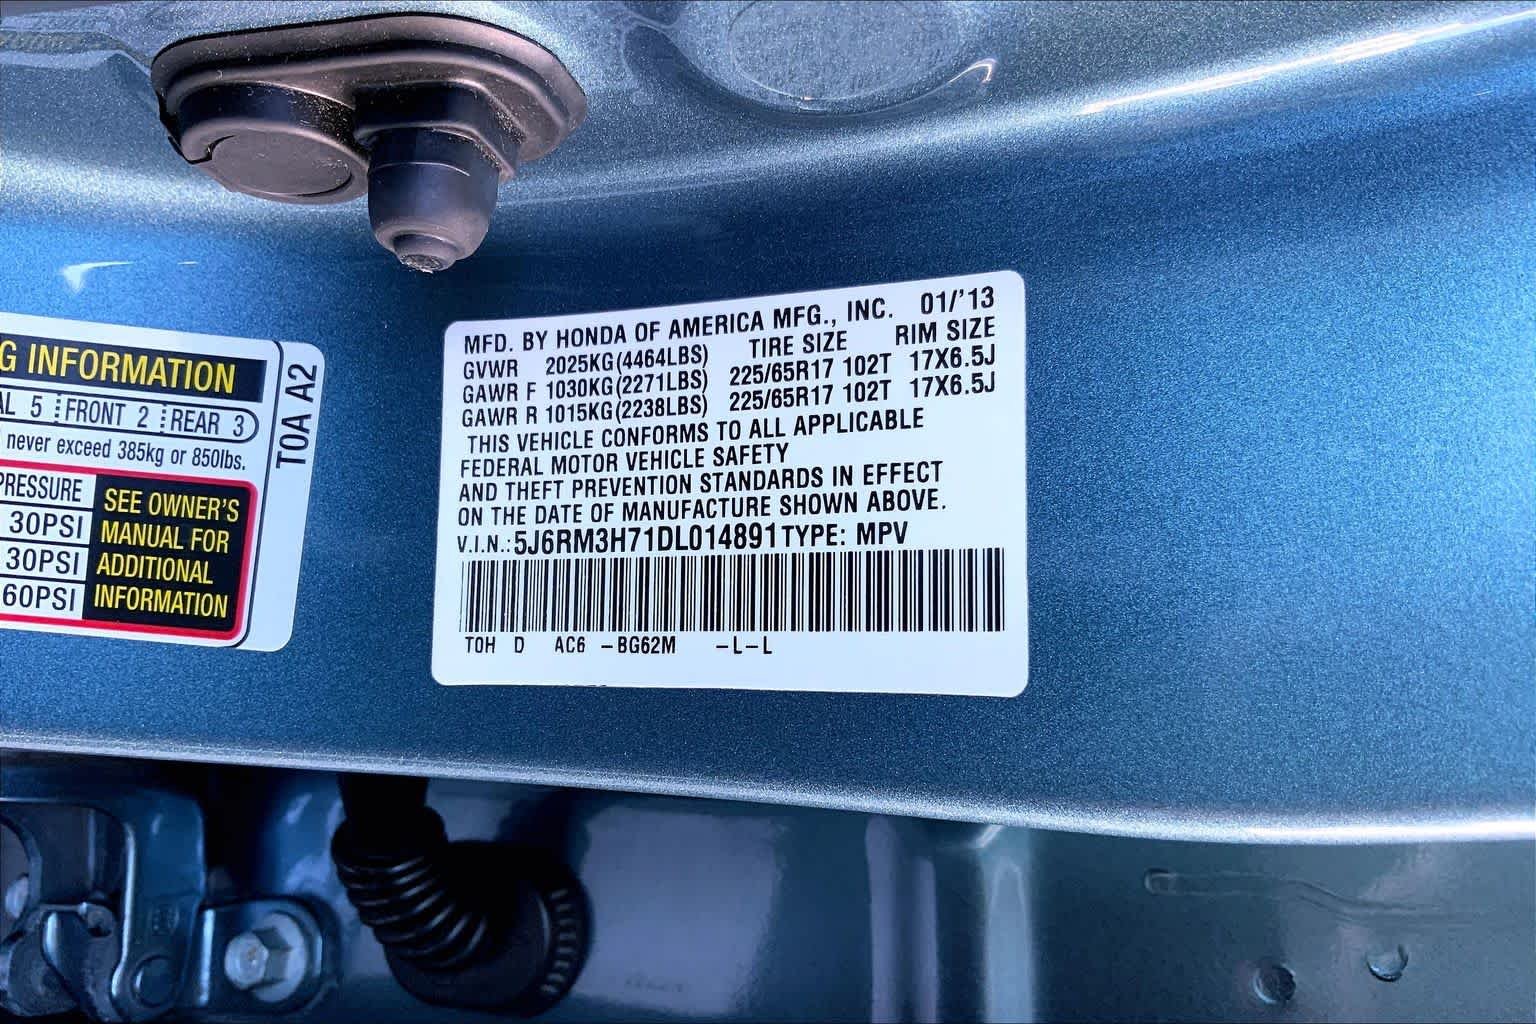 G INFORMATION
AL 5 FRONT 2 REAR 3
never exceed 385kg or 850lbs.
PRESSURE
30PSI
30PSI
60PSI
SEE OWNER'S
MANUAL FOR
ADDITIONAL
INFORMATION
T0A A2
MFD. BY HONDA OF AMERICA MFG., INC. 01/'13
GVWR 2025KG(4464LBS) TIRE SIZE RIM SIZE
GAWR F 1030KG(2271LBS) 225/65R17 102T 17X6.5J
GAWR R 1015KG(2238LBS) 225/65R17 102T 17X6.5J
THIS VEHICLE CONFORMS TO ALL APPLICABLE
FEDERAL MOTOR VEHICLE SAFETY
AND THEFT PREVENTION STANDARDS IN EFFECT
ON THE DATE OF MANUFACTURE SHOWN ABOVE.
V.I.N.:5J6RM3H71DL014891TYPE: MPV
T0H D AC6 -BG62M -L-L